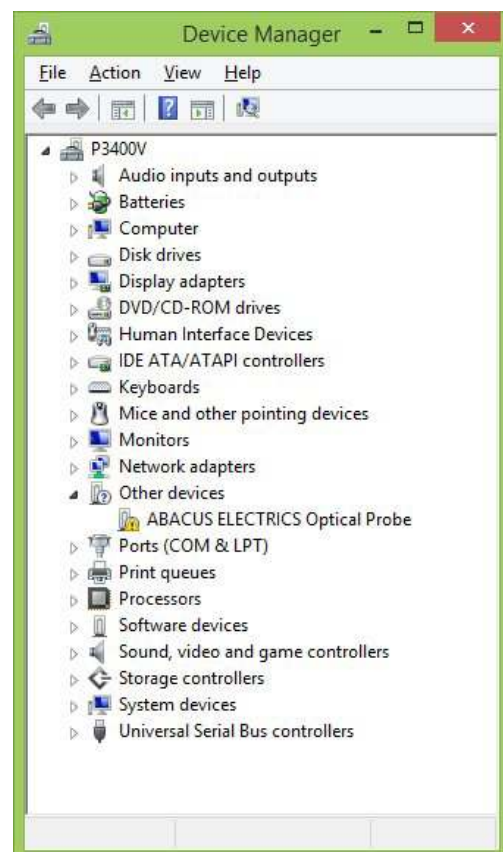 Device Manager
File Action View Help
P3400V
Audio inputs and outputs
Batteries
Computer
Disk drives
Display adapters
DVD/CD-ROM drives
Human Interface Devices
IDE ATA/ATAPI controllers
Keyboards
Mice and other pointing devices
Monitors
Network adapters
Other devices
ABACUS ELECTRICS Optical Probe
Ports (COM & LPT)
Print queues
Processors
Software devices
Sound, video and game controllers
Storage controllers
System devices
Universal Serial Bus controllers